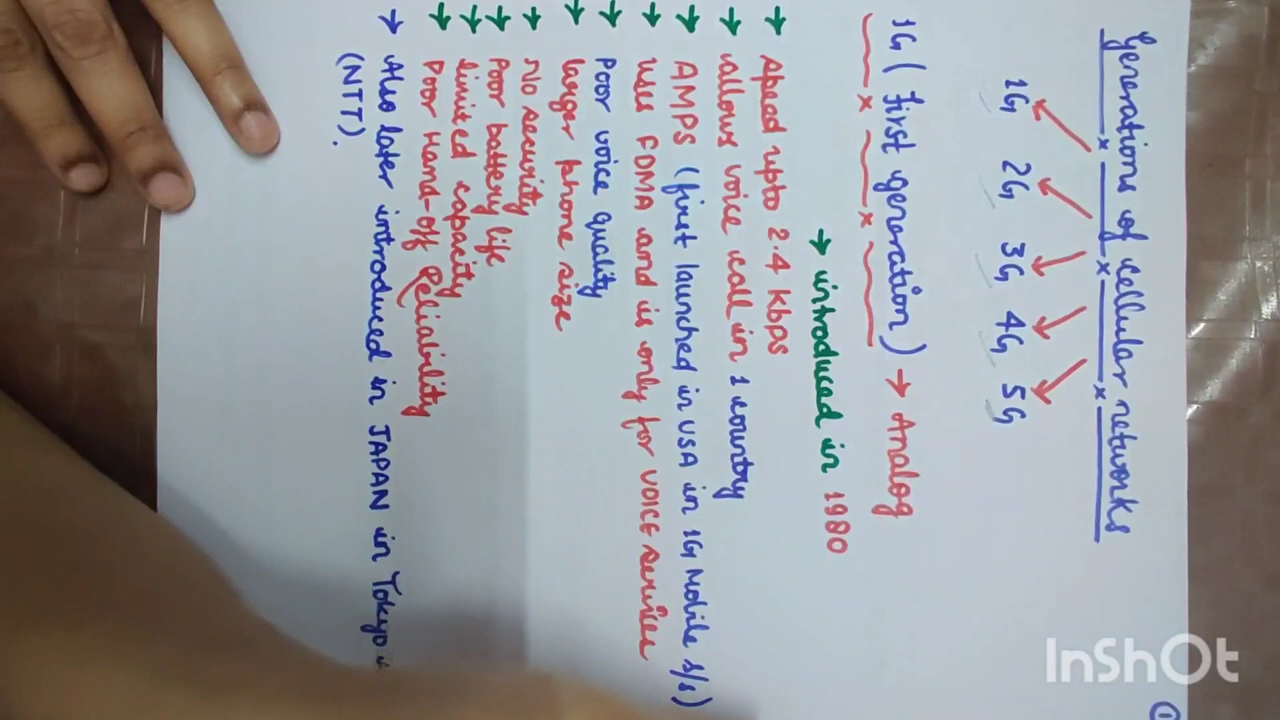 Generations of cellular networks
1G 2G 3G 4G 5G
1G (first generation) → Analog
→ introduced in 1980
→ speed upto 2.4 kbps
→ allows voice call in 1 country
→ AMPS (first launched in USA in 1G Mobile s/s)
→ uses FDMA and is only for VOICE services
→ Poor voice quality
→ larger phone size
→ No security
→ Poor battery life
→ limited capacity
→ Poor Hand-off Reliability
→ Also later introduced in JAPAN in Tokyo
(NTT).
InShOt